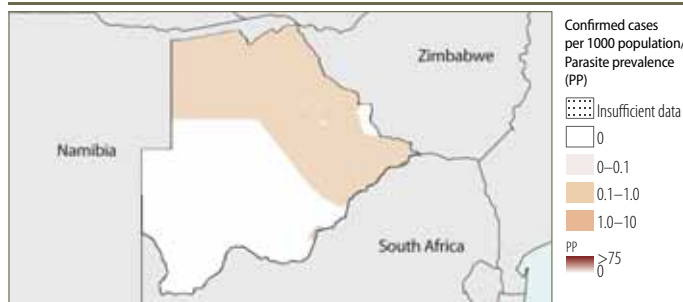 Zimbabwe
Namibia
South Africa
Confirmed cases
per 1000 population/
Parasite prevalence
(PP)
Insufficient data
0
0–0.1
0.1–1.0
1.0–10
PP
>75
0